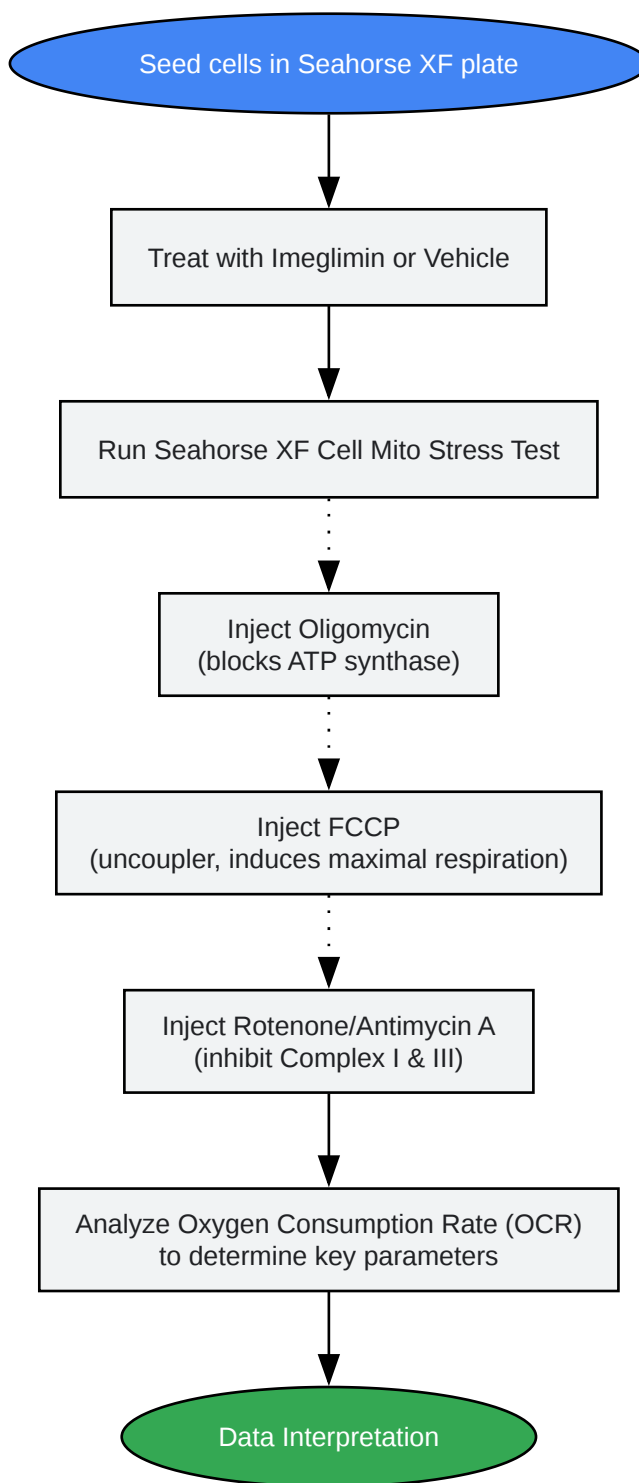 Seed cells in Seahorse XF plate
Treat with Imeglimin or Vehicle
Run Seahorse XF Cell Mito Stress Test
Inject Oligomycin
(blocks ATP synthase)
Inject FCCP
(uncoupler, induces maximal respiration)
Inject Rotenone/Antimycin A
(inhibit Complex I & III)
Analyze Oxygen Consumption Rate (OCR)
to determine key parameters
Data Interpretation